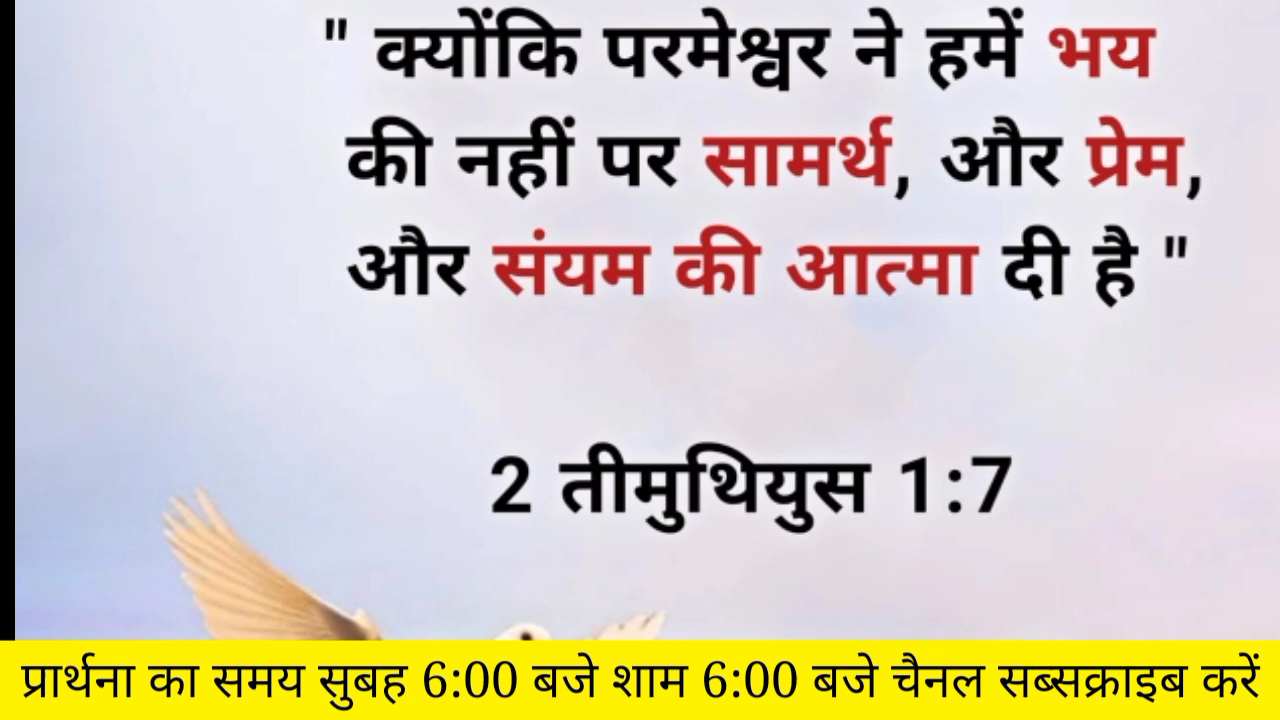 " क्योंकि परमेश्वर ने हमें भय
की नहीं पर सामर्थ, और प्रेम,
और संयम की आत्मा दी है "
2 तीमुथियुस 1:7
प्रार्थना का समय सुबह 6:00 बजे शाम 6:00 बजे चैनल सब्सक्राइब करें